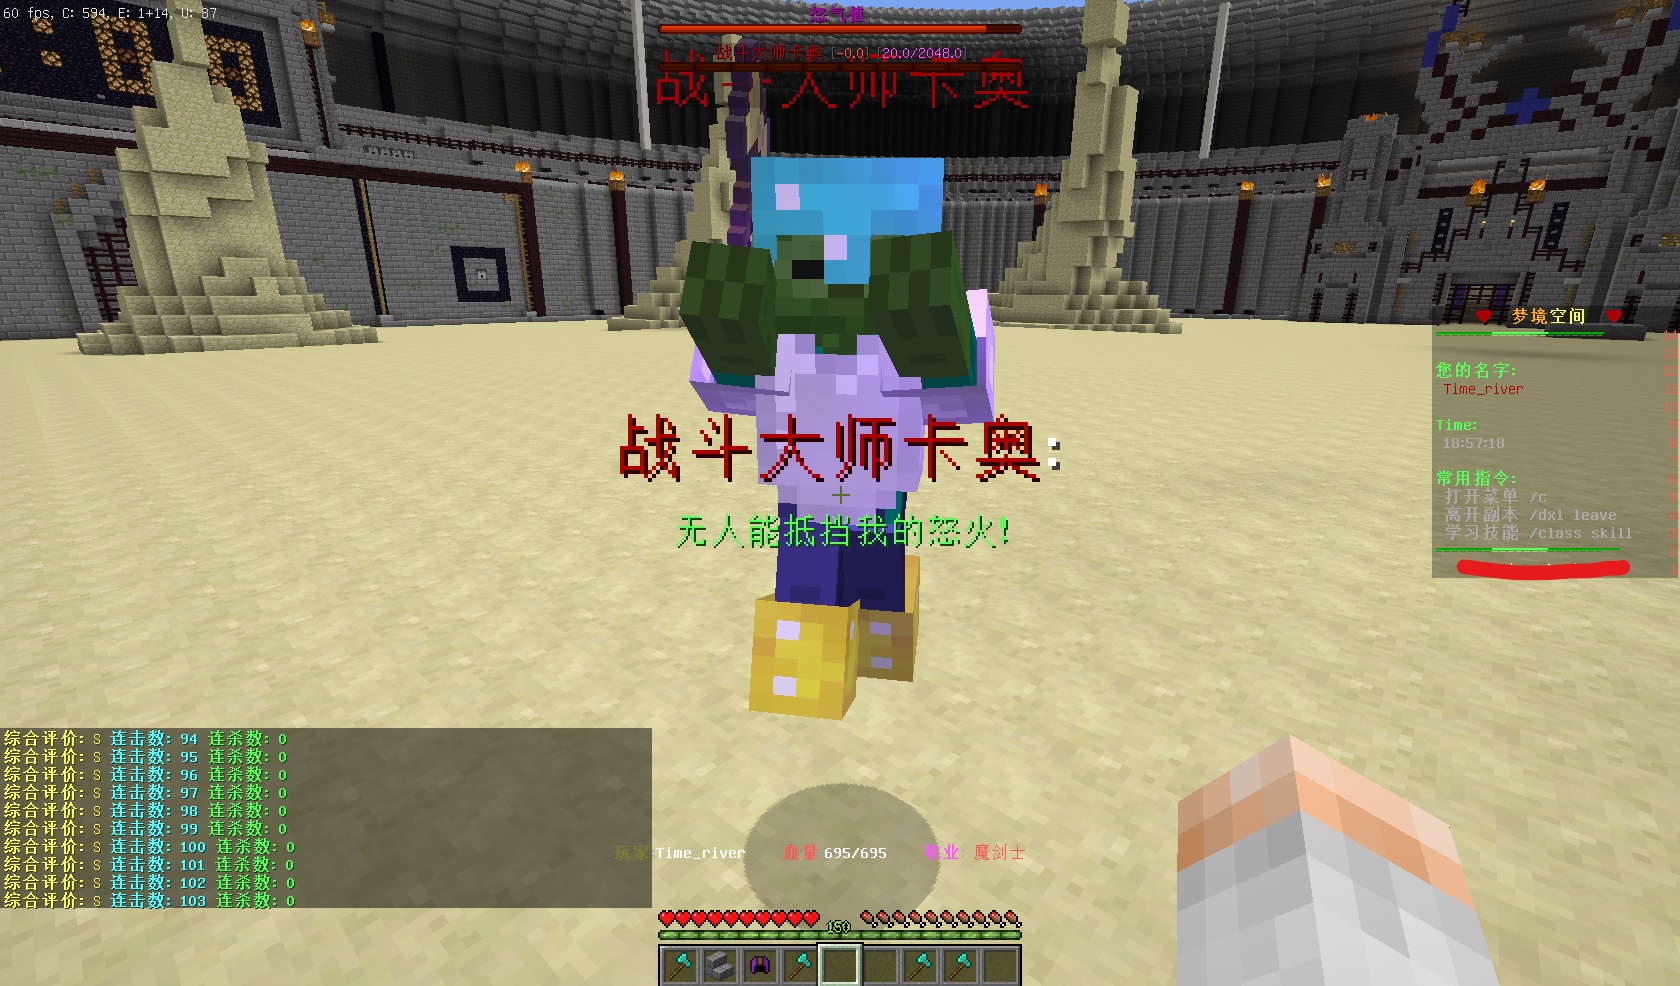 60 fps, C: 594, E: 1+14, U: 87
怒气值
战斗大师卡奥 [-0.0] [20.0/2048.0]
战斗大师卡奥
战斗大师卡奥:
无人能抵挡我的怒火!
梦境空间
您的名字:
Time_river
Time:
18:57:18
常用指令:
打开菜单 /c
离开副本 /dxl leave
学习技能 /class skill
综合评价: S 连击数: 94 连杀数: 0
综合评价: S 连击数: 95 连杀数: 0
综合评价: S 连击数: 96 连杀数: 0
综合评价: S 连击数: 97 连杀数: 0
综合评价: S 连击数: 98 连杀数: 0
综合评价: S 连击数: 99 连杀数: 0
综合评价: S 连击数: 100 连杀数: 0
综合评价: S 连击数: 101 连杀数: 0
综合评价: S 连击数: 102 连杀数: 0
综合评价: S 连击数: 103 连杀数: 0
玩家 Time_river 血量 695/695 职业: 魔剑士
150